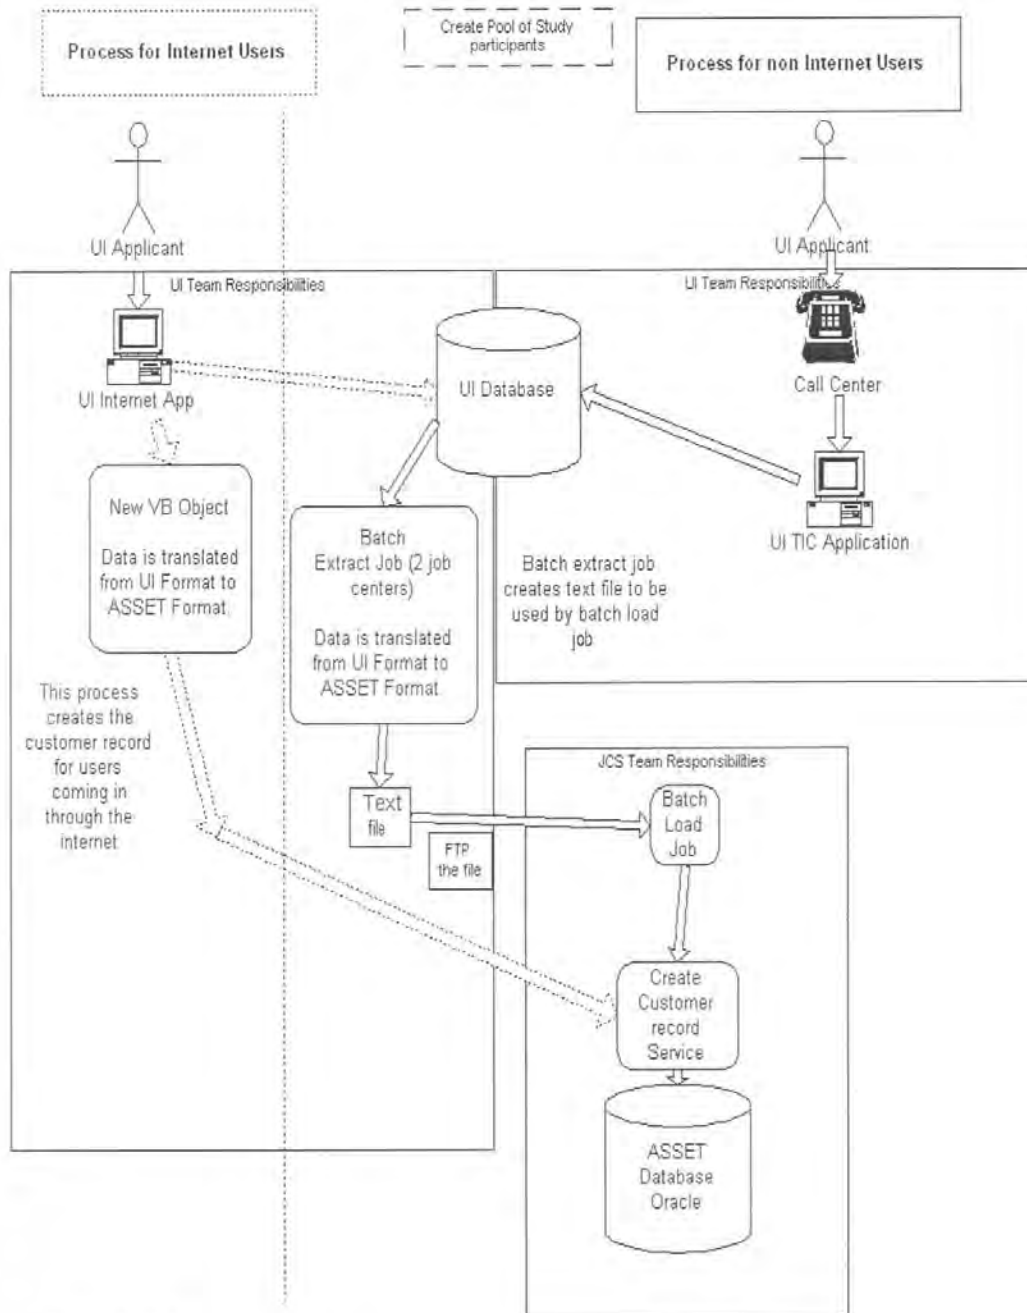 Create Pool of Study
participants
Process for Internet Users
Process for non Internet Users
UI Applicant
UI Applicant
UI Team Responsibilities
UI Team Responsibilities
UI Internet App
UI Database
Call Center
UI TIC Application
New VB Object
Data is translated
from UI Format to
ASSET Format
Batch
Extract Job (2 job
centers)
Data is translated
from UI Format to
ASSET Format
Batch extract job
creates text file to be
used by batch load
job
This process
creates the
customer record
for users
coming in
through the
internet
Text
file
FTP
the file
JCS Team Responsibilities
Batch
Load
Job
Create
Customer
record
Service
ASSET
Database
Oracle